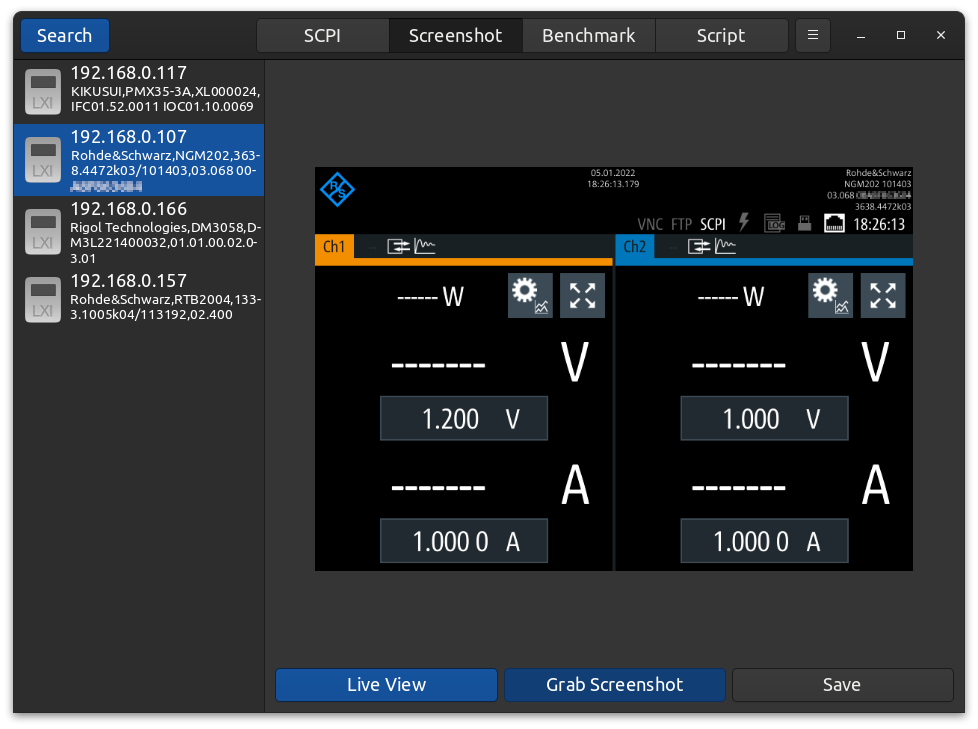 Search
SCPI
Screenshot
Benchmark
Script
192.168.0.117
KIKUSUI,PMX35-3A,XL000024,
IFC01.52.0011 IOC01.10.0069
LXI
192.168.0.107
Rohde&Schwarz,NGM202,363-
8.4472k03/101403,03.068 00-
LXI
192.168.0.166
Rigol Technologies,DM3058,D-
M3L221400032,01.01.00.02.0-
3.01
LXI
192.168.0.157
Rohde&Schwarz,RTB2004,133-
3.1005k04/113192,02.400
LXI
R&S
05.01.2022
18:26:13.179
Rohde&Schwarz
NGM202 101403
03.068
3638.4472k03
VNC FTP SCPI LOG 18:26:13
Ch1 --
Ch2 --
------ W
------ W
------- V
------- V
1.200 V
1.000 V
------- A
------- A
1.000 0 A
1.000 0 A
Live View
Grab Screenshot
Save